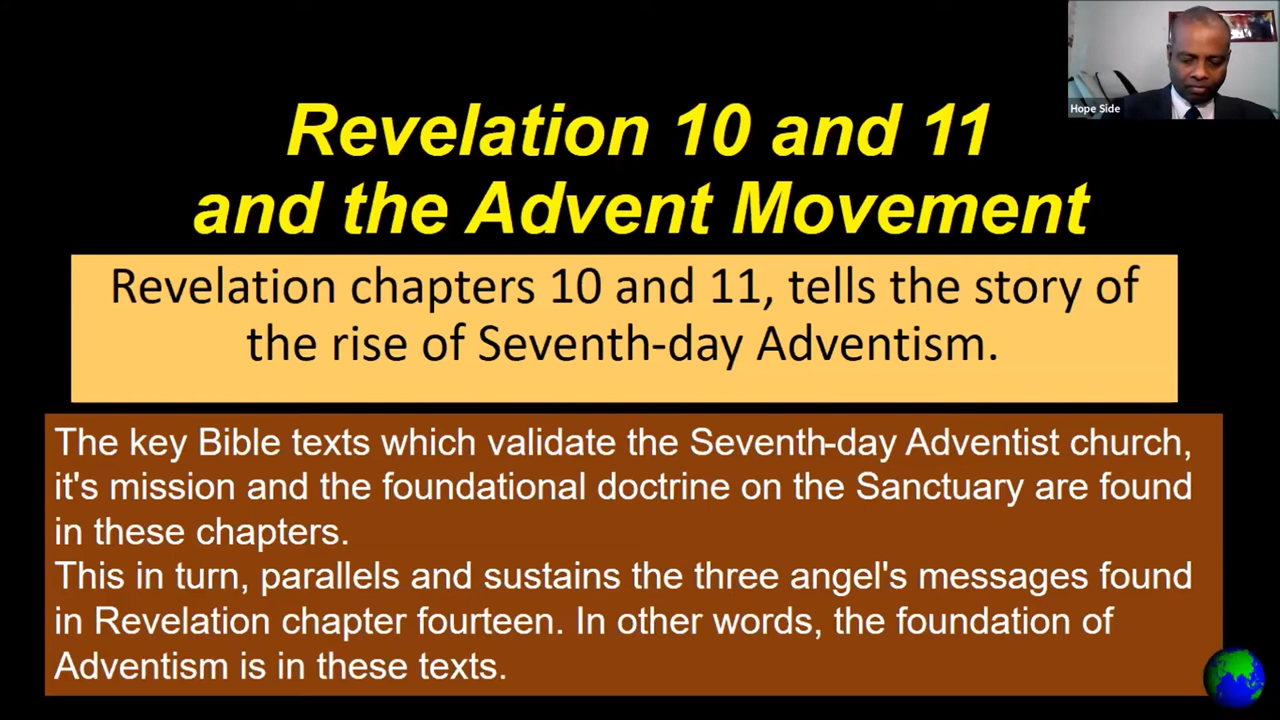 Hope Side
Revelation 10 and 11
and the Advent Movement
Revelation chapters 10 and 11, tells the story of
the rise of Seventh-day Adventism.
The key Bible texts which validate the Seventh-day Adventist church,
it's mission and the foundational doctrine on the Sanctuary are found
in these chapters.
This in turn, parallels and sustains the three angel's messages found
in Revelation chapter fourteen. In other words, the foundation of
Adventism is in these texts.